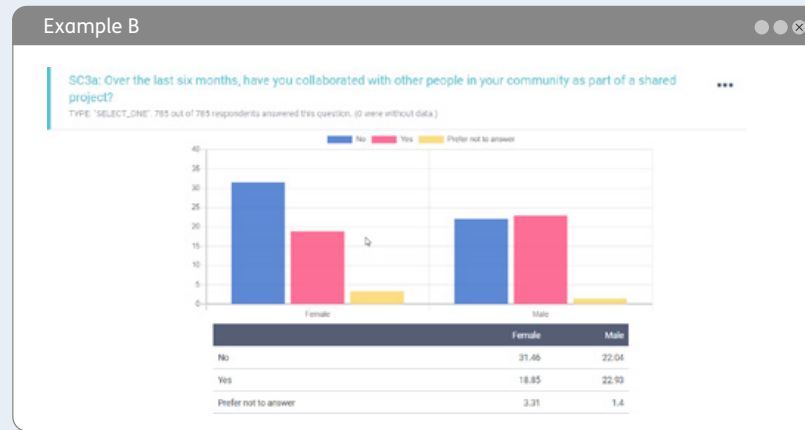 Example B
SC3a: Over the last six months, have you collaborated with other people in your community as part of a shared
project?
TYPE: "SELECT_ONE". 765 out of 765 respondents answered this question. (0 were without data.)
No Yes Prefer not to answer
40
35
30
25
20
15
10
5
0
Female Male
Female Male
No 31.46 22.04
Yes 18.85 22.93
Prefer not to answer 3.31 1.4